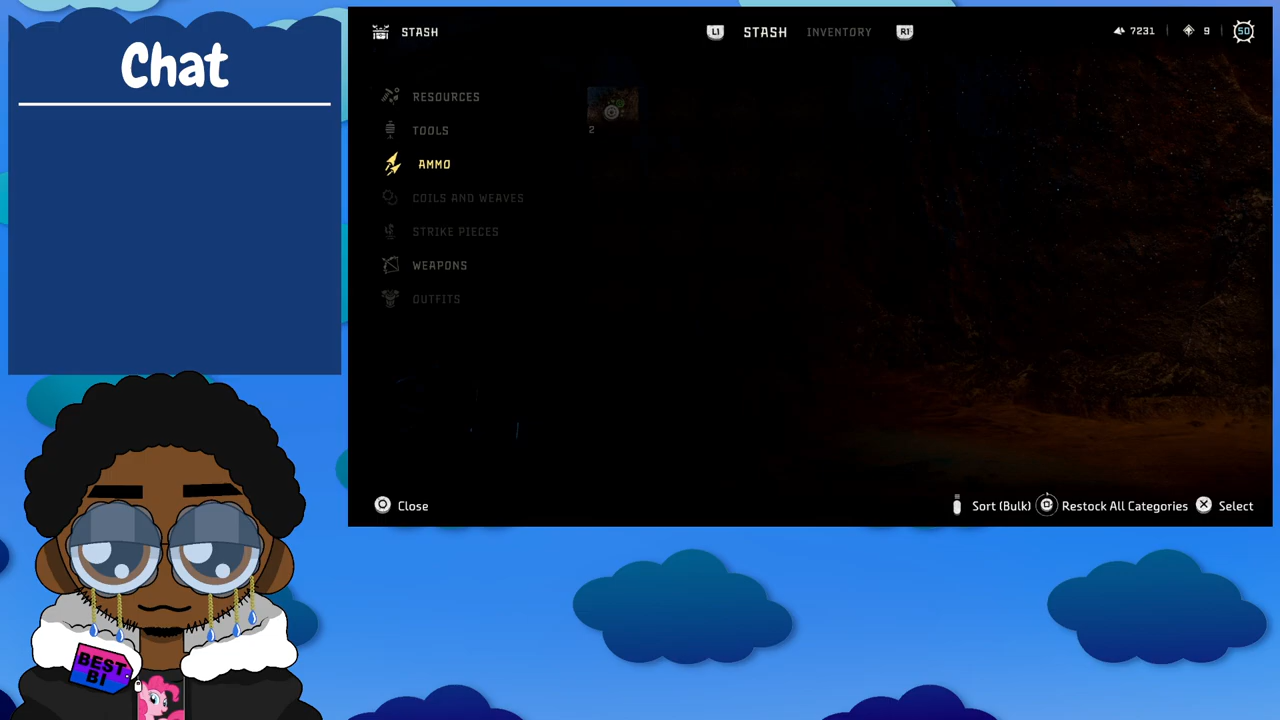 Chat
STASH
L1 STASH INVENTORY R1
7231 9 50
RESOURCES
TOOLS
AMMO
COILS AND WEAVES
STRIKE PIECES
WEAPONS
OUTFITS
2
Close
Sort (Bulk) Restock All Categories Select
BEST
BI